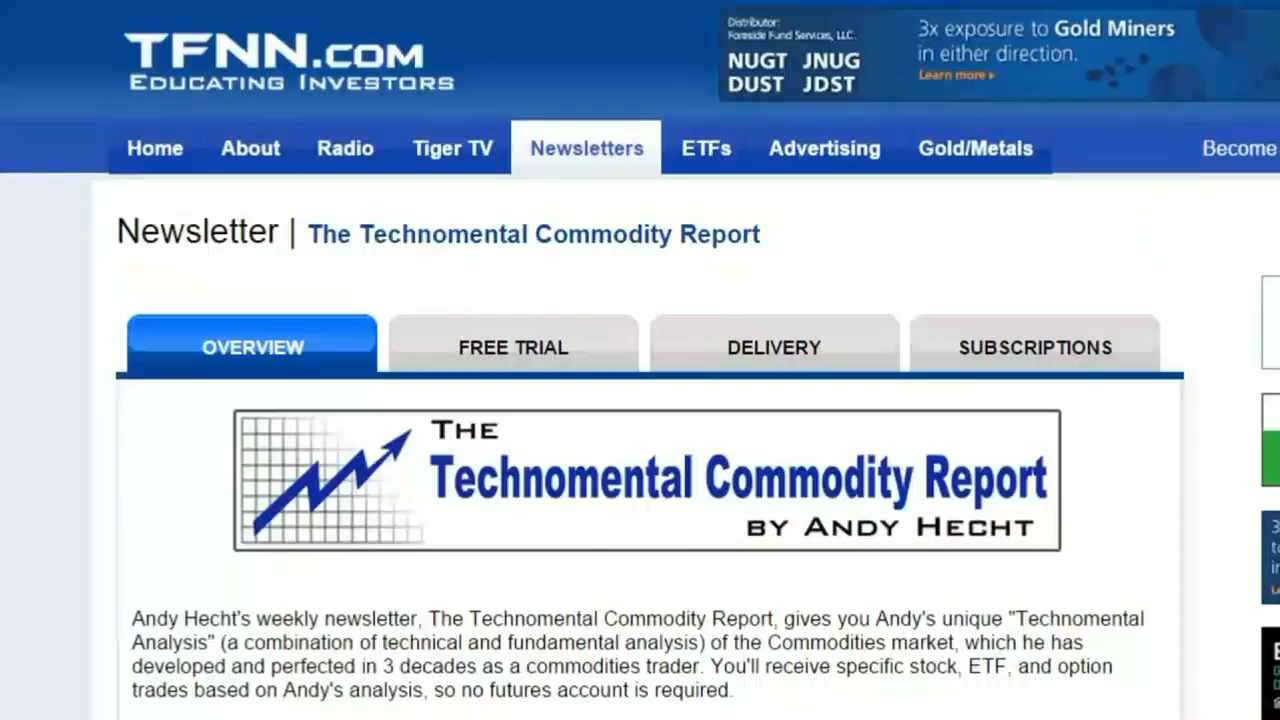 TFNN.COM
EDUCATING INVESTORS
Distributor:
Foreside Fund Services, LLC.
NUGT JNUG
DUST JDST
3x exposure to Gold Miners
in either direction.
Learn more
Home About Radio Tiger TV Newsletters ETFs Advertising Gold/Metals Become
Newsletter | The Technomental Commodity Report
OVERVIEW FREE TRIAL DELIVERY SUBSCRIPTIONS
THE
Technomental Commodity Report
BY ANDY HECHT
Andy Hecht's weekly newsletter, The Technomental Commodity Report, gives you Andy's unique "Technomental
Analysis" (a combination of technical and fundamental analysis) of the Commodities market, which he has
developed and perfected in 3 decades as a commodities trader. You'll receive specific stock, ETF, and option
trades based on Andy's analysis, so no futures account is required.